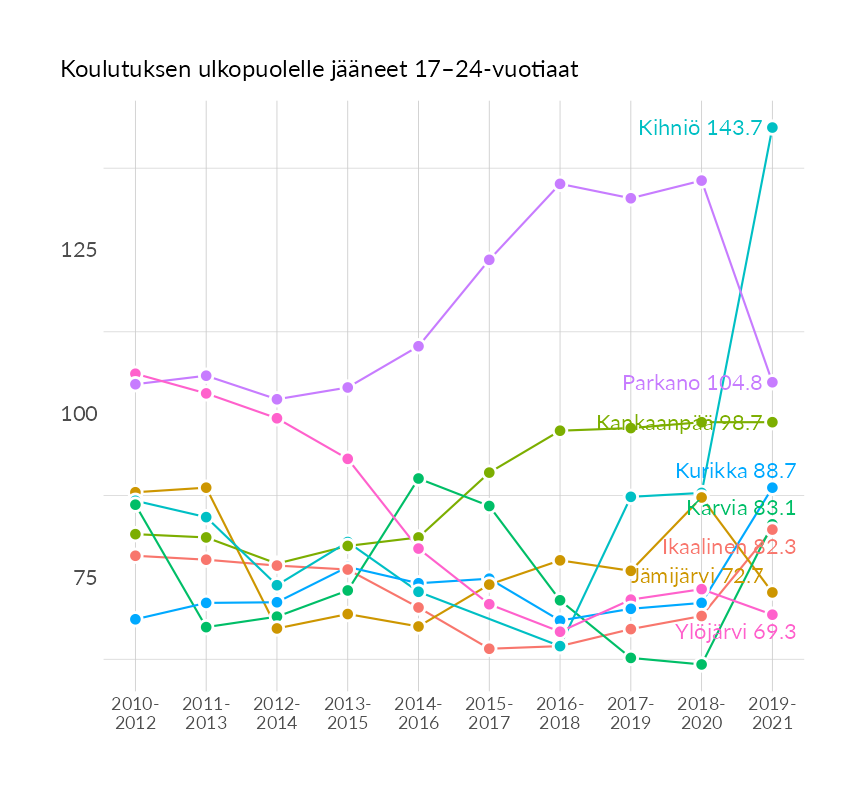 Koulutuksen ulkopuolelle jääneet 17–24-vuotiaat
Kihniö 143.7
125
Parkano 104.8
100
Kankaanpää 98.7
Kurikka 88.7
Karvia 83.1
Ikaalinen 82.3
75
Jämijärvi 72.7
Ylöjärvi 69.3
2010- 2011- 2012- 2013- 2014- 2015- 2016- 2017- 2018- 2019-
2012 2013 2014 2015 2016 2017 2018 2019 2020 2021